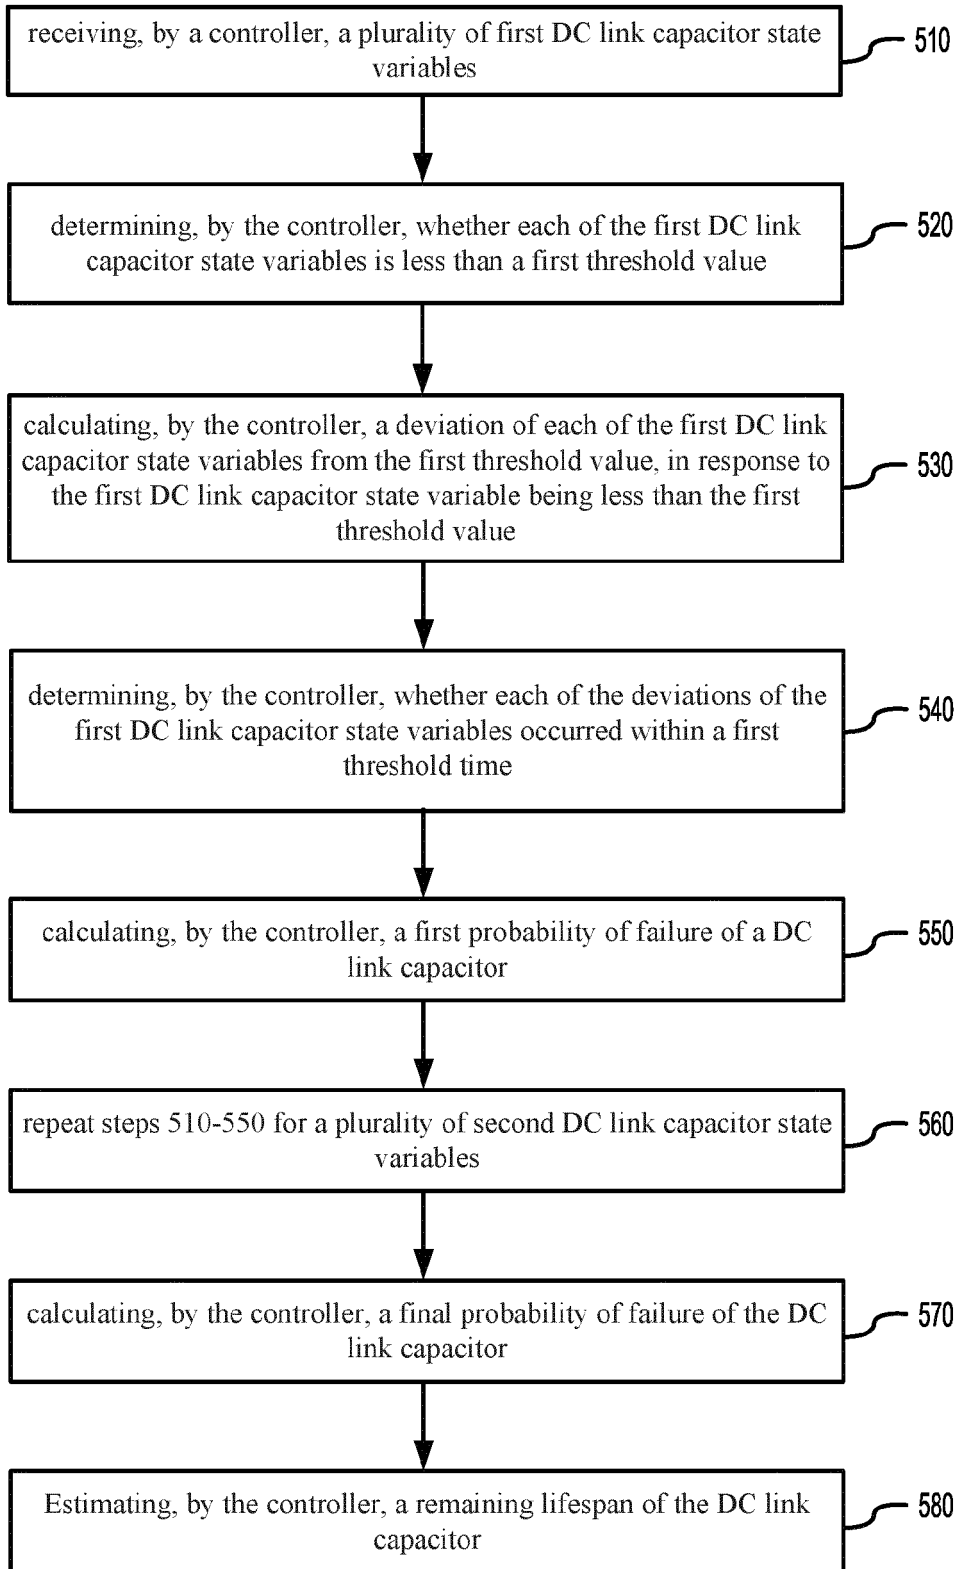 receiving, by a controller, a plurality of first DC link capacitor state
variables
510
determining, by the controller, whether each of the first DC link
capacitor state variables is less than a first threshold value
520
calculating, by the controller, a deviation of each of the first DC link
capacitor state variables from the first threshold value, in response to
the first DC link capacitor state variable being less than the first
threshold value
530
determining, by the controller, whether each of the deviations of the
first DC link capacitor state variables occurred within a first
threshold time
540
calculating, by the controller, a first probability of failure of a DC
link capacitor
550
repeat steps 510-550 for a plurality of second DC link capacitor state
variables
560
calculating, by the controller, a final probability of failure of the DC
link capacitor
570
Estimating, by the controller, a remaining lifespan of the DC link
capacitor
580